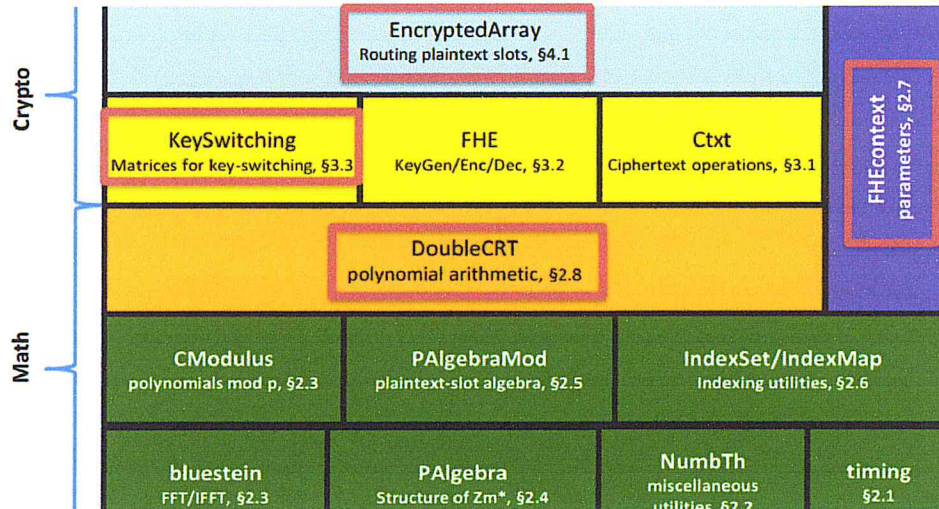 Crypto
EncryptedArray
Routing plaintext slots, §4.1
KeySwitching
Matrices for key-switching, §3.3
FHE
KeyGen/Enc/Dec, §3.2
Ctxt
Ciphertext operations, §3.1
FHEcontext
parameters, §2.7
Math
DoubleCRT
polynomial arithmetic, §2.8
CModulus
polynomials mod p, §2.3
PAlgebraMod
plaintext-slot algebra, §2.5
IndexSet/IndexMap
Indexing utilities, §2.6
bluestein
FFT/IFFT, §2.3
PAlgebra
Structure of Zm*, §2.4
NumbTh
miscellaneous
utilities, §2.2
timing
§2.1